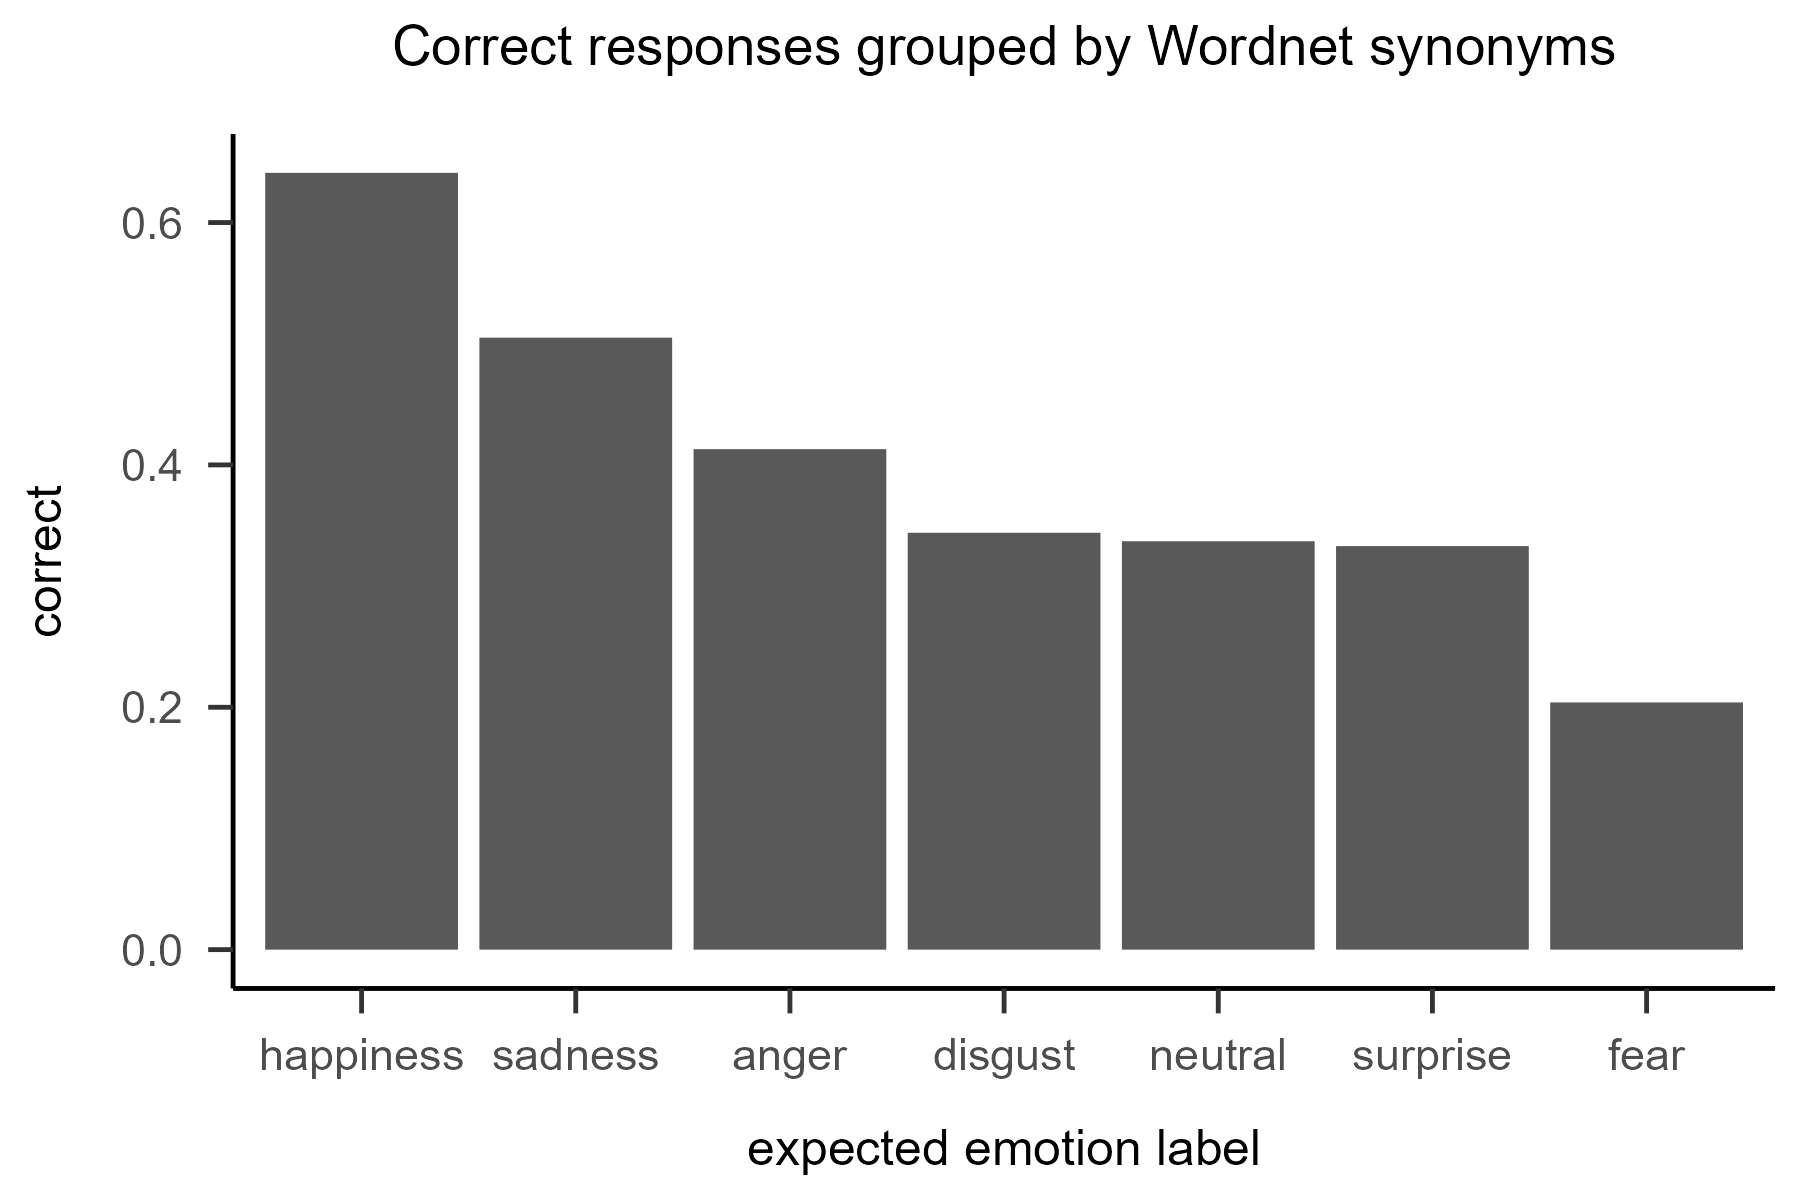 Correct responses grouped by Wordnet synonyms
0.6
0.4
0.2
0.0
correct
happiness sadness anger disgust neutral surprise fear
expected emotion label